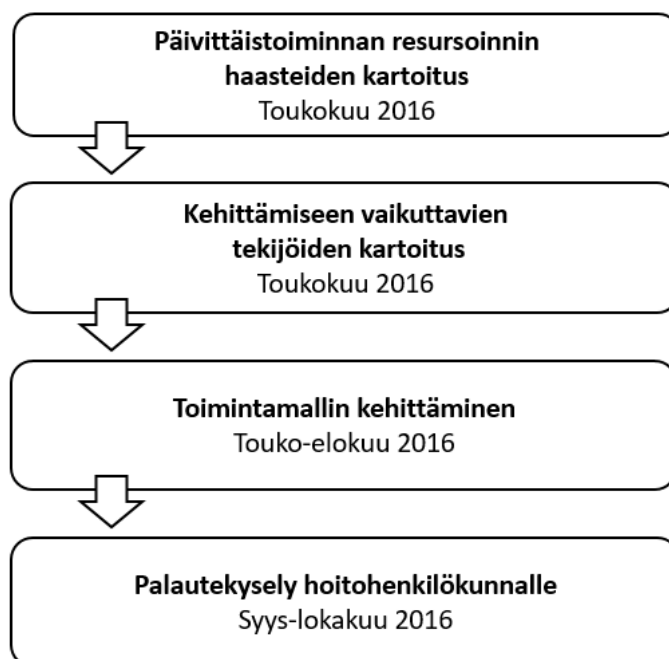 Päivittäistoiminnan resursoinnin
haasteiden kartoitus
Toukokuu 2016
Kehittämiseen vaikuttavien
tekijöiden kartoitus
Toukokuu 2016
Toimintamallin kehittäminen
Touko-elokuu 2016
Palautekysely hoitohenkilökunnalle
Syys-lokakuu 2016